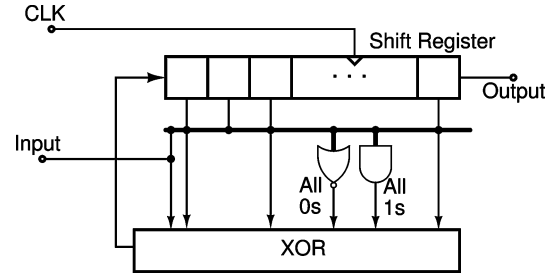 CLK
Shift Register
. . .
Output
Input
All
0s
All
1s
XOR